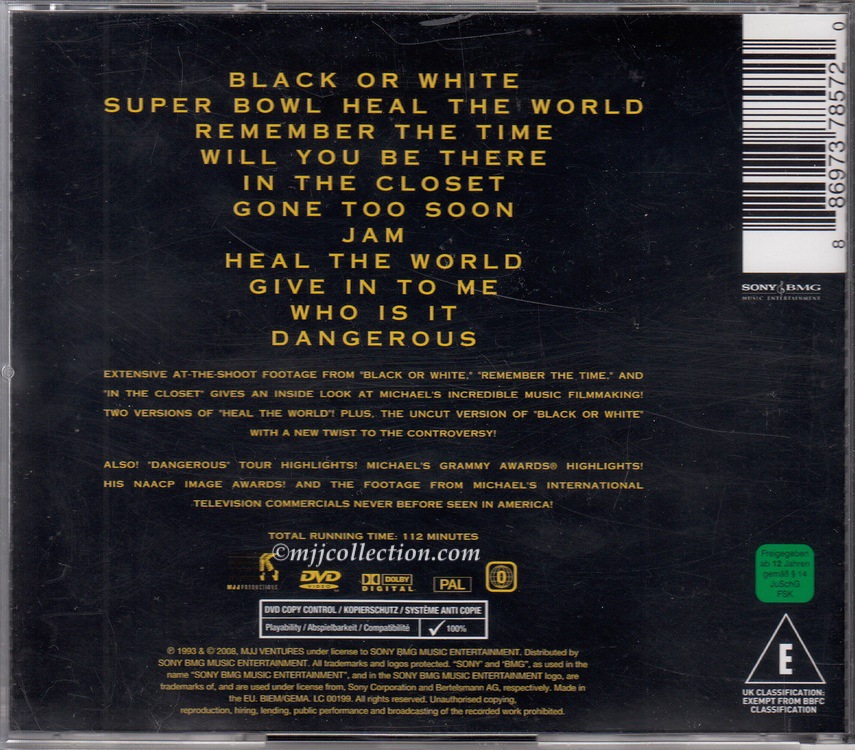 BLACK OR WHITE
SUPER BOWL HEAL THE WORLD
REMEMBER THE TIME
WILL YOU BE THERE
IN THE CLOSET
GONE TOO SOON
JAM
HEAL THE WORLD
GIVE IN TO ME
WHO IS IT
DANGEROUS
EXTENSIVE AT-THE-SHOOT FOOTAGE FROM "BLACK OR WHITE," "REMEMBER THE TIME," AND
"IN THE CLOSET" GIVES AN INSIDE LOOK AT MICHAEL'S INCREDIBLE MUSIC FILMMAKING!
TWO VERSIONS OF "HEAL THE WORLD"! PLUS, THE UNCUT VERSION OF "BLACK OR WHITE"
WITH A NEW TWIST TO THE CONTROVERSY!
ALSO! "DANGEROUS" TOUR HIGHLIGHTS! MICHAEL'S GRAMMY AWARDS® HIGHLIGHTS!
HIS NAACP IMAGE AWARDS! AND THE FOOTAGE FROM MICHAEL'S INTERNATIONAL
TELEVISION COMMERCIALS NEVER BEFORE SEEN IN AMERICA!
TOTAL RUNNING TIME: 112 MINUTES
©mjjcollection.com
MJJ PRODUCTIONS
DVD VIDEO
DOLBY DIGITAL
PAL
0
DVD COPY CONTROL / KOPIERSCHUTZ / SYSTÈME ANTI COPIE
Playability / Abspielbarkeit / Compatibilité ✓ 100%
℗ 1993 & © 2008, MJJ VENTURES under license to SONY BMG MUSIC ENTERTAINMENT. Distributed by
SONY BMG MUSIC ENTERTAINMENT. All trademarks and logos protected. "SONY' and "BMG", as used in the
name "SONY BMG MUSIC ENTERTAINMENT", and in the SONY BMG MUSIC ENTERTAINMENT logo, are
trademarks of, and are used under license from, Sony Corporation and Bertelsmann AG, respectively. Made in
the EU. BIEM/GEMA. LC 00199. All rights reserved. Unauthorised copying,
reproduction, hiring, lending, public performance and broadcasting of the recorded work prohibited.
8 86973 78572 0
SONY BMG
MUSIC ENTERTAINMENT
Freigegeben
ab 12 Jahren
gemäß § 14
JuSchG
FSK
E
UK CLASSIFICATION:
EXEMPT FROM BBFC
CLASSIFICATION